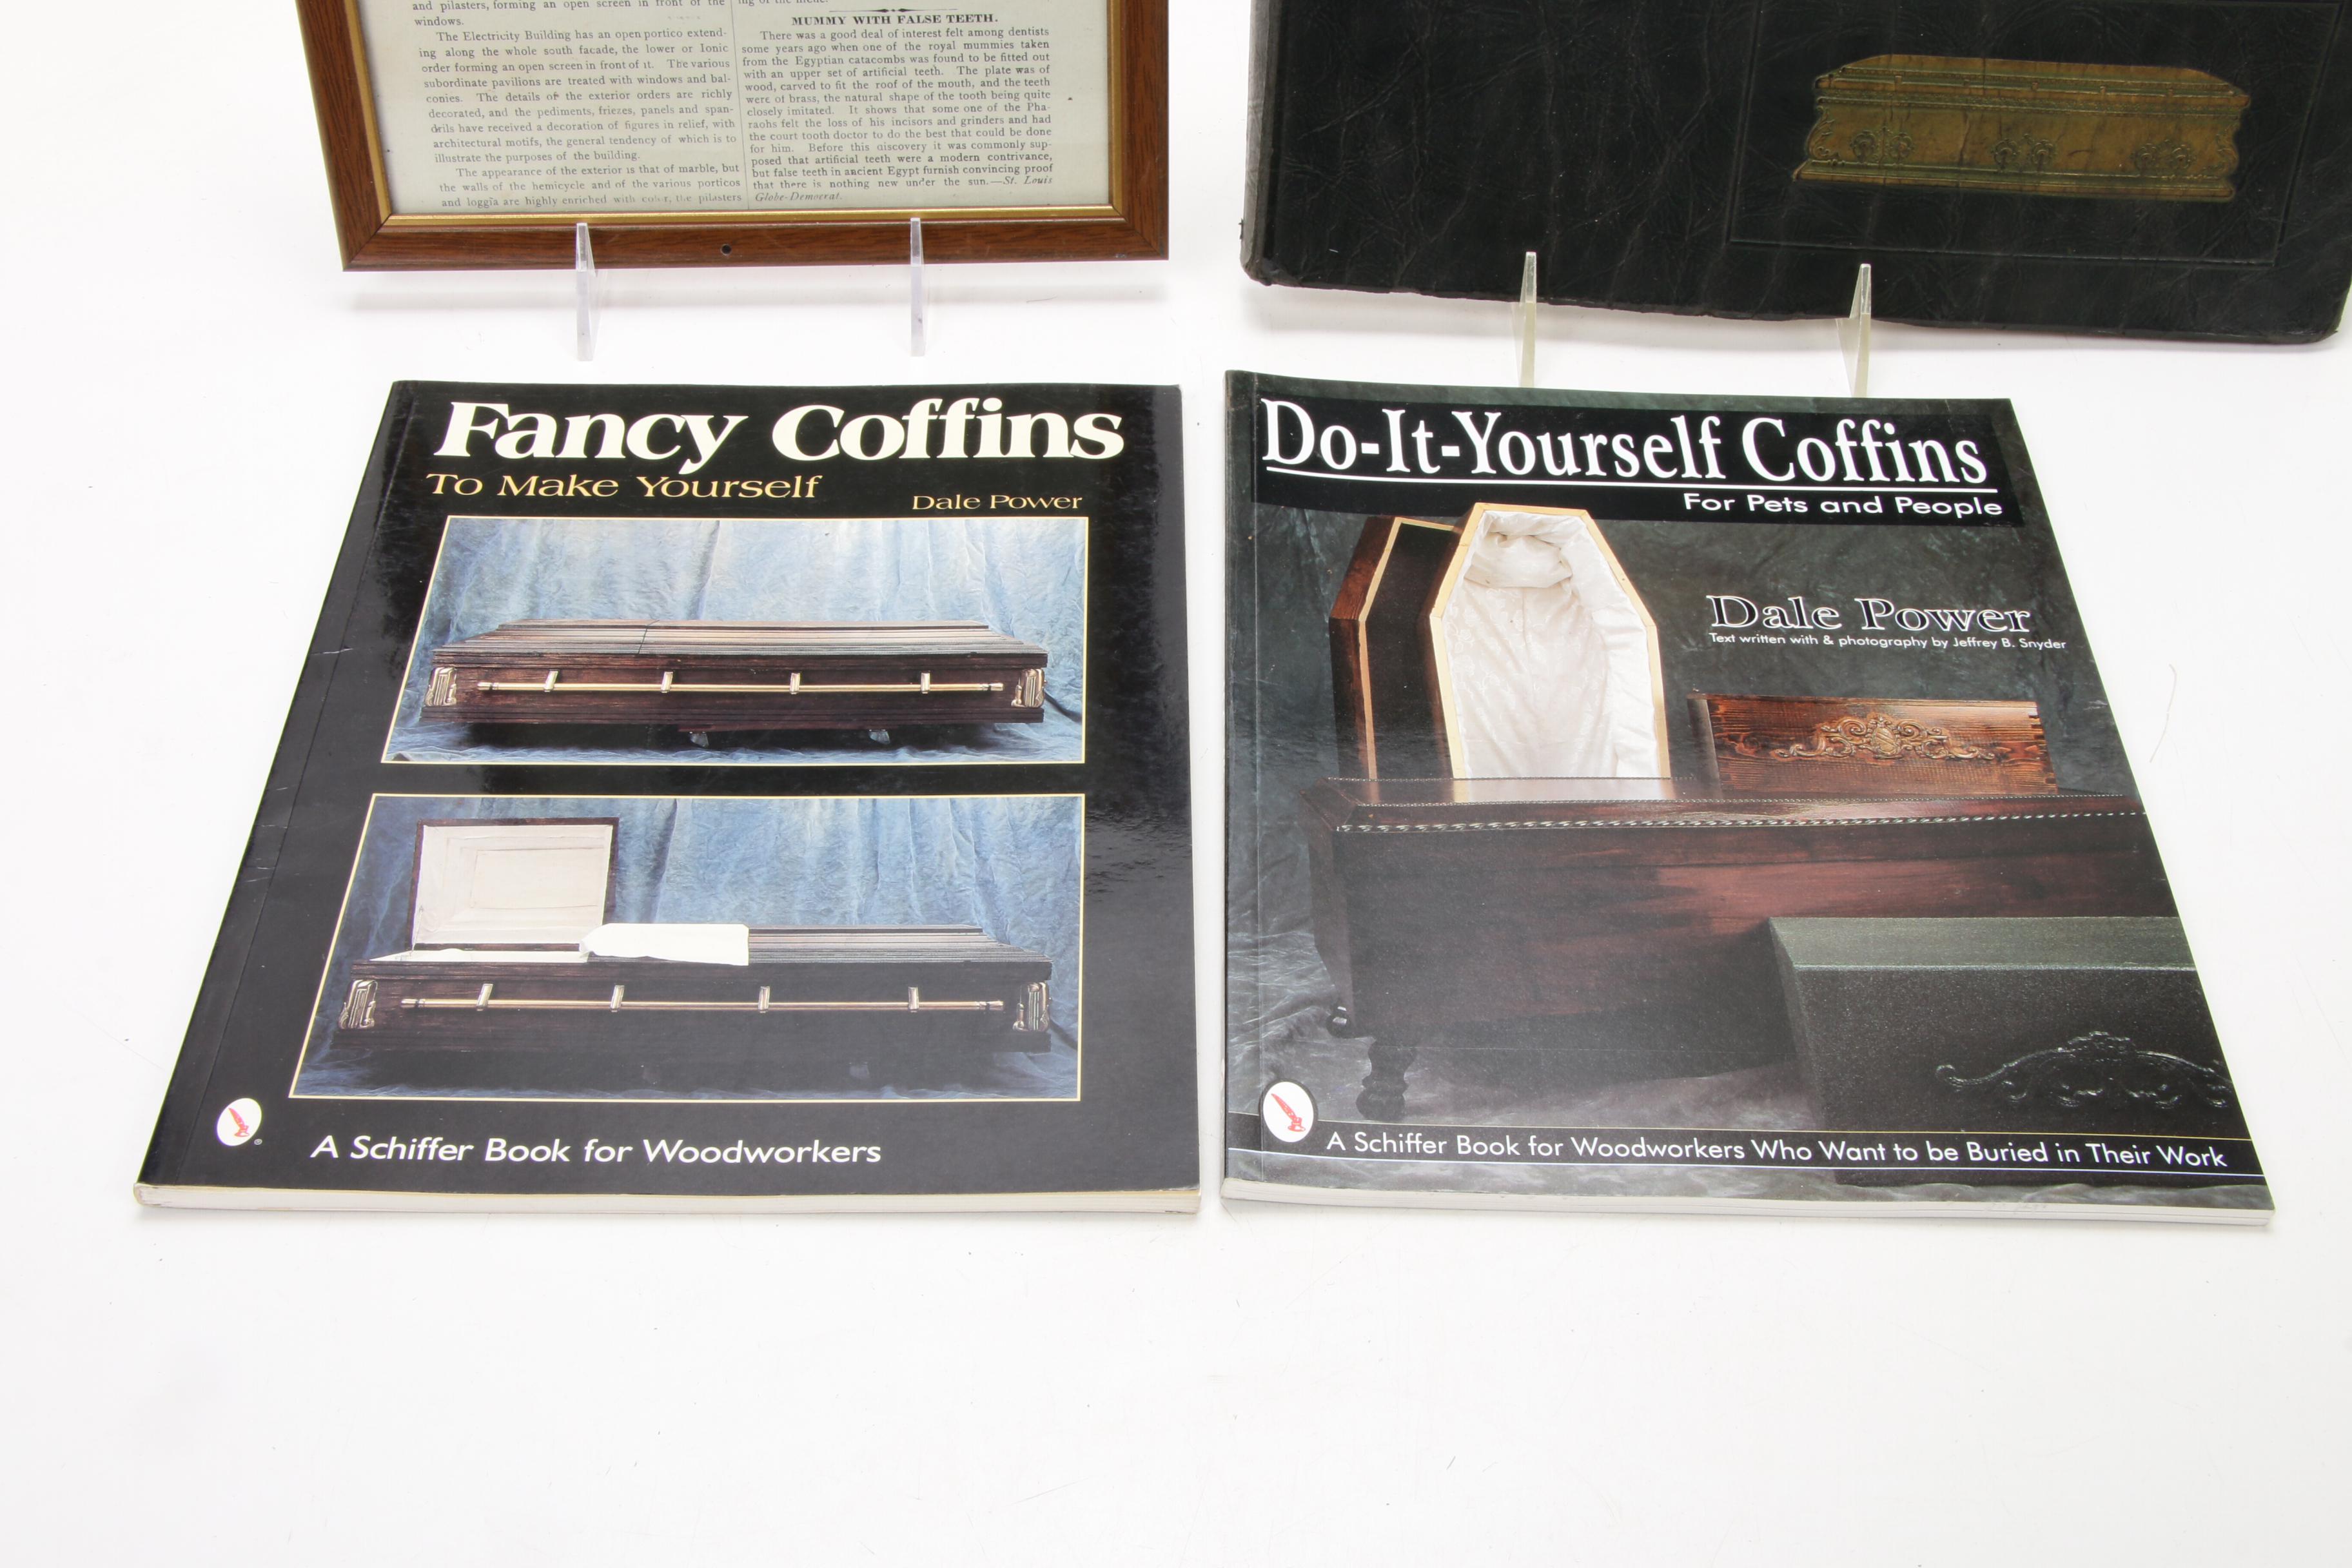 and pilasters, forming an open screen in front of the
windows.
The Electricity Building has an open portico extend-
ing along the whole south facade, the lower or Ionic
order forming an open screen in front of it. The various
subordinate pavilions are treated with windows and bal-
conies. The details of the exterior orders are richly
decorated, and the pediments, friezes, panels and span-
drils have received a decoration of figures in relief, with
architectural motifs, the general tendency of which is to
illustrate the purposes of the building.
The appearance of the exterior is that of marble, but
the walls of the hemicycle and of the various porticos
and loggia are highly enriched with color, the pilasters
MUMMY WITH FALSE TEETH.
There was a good deal of interest felt among dentists
some years ago when one of the royal mummies taken
from the Egyptian catacombs was found to be fitted out
with an upper set of artificial teeth. The plate was of
wood, carved to fit the roof of the mouth, and the teeth
were of brass, the natural shape of the tooth being quite
closely imitated. It shows that some one of the Pha-
raohs felt the loss of his incisors and grinders and had
the court tooth doctor to do the best that could be done
for him. Before this discovery it was commonly sup-
posed that artificial teeth were a modern contrivance,
but false teeth in ancient Egypt furnish convincing proof
that there is nothing new under the sun.—St. Louis
Globe-Democrat.
Fancy Coffins
To Make Yourself
Dale Power
A Schiffer Book for Woodworkers
Do-It-Yourself Coffins
For Pets and People
Dale Power
Text written with & photography by Jeffrey B. Snyder
A Schiffer Book for Woodworkers Who Want to be Buried in Their Work